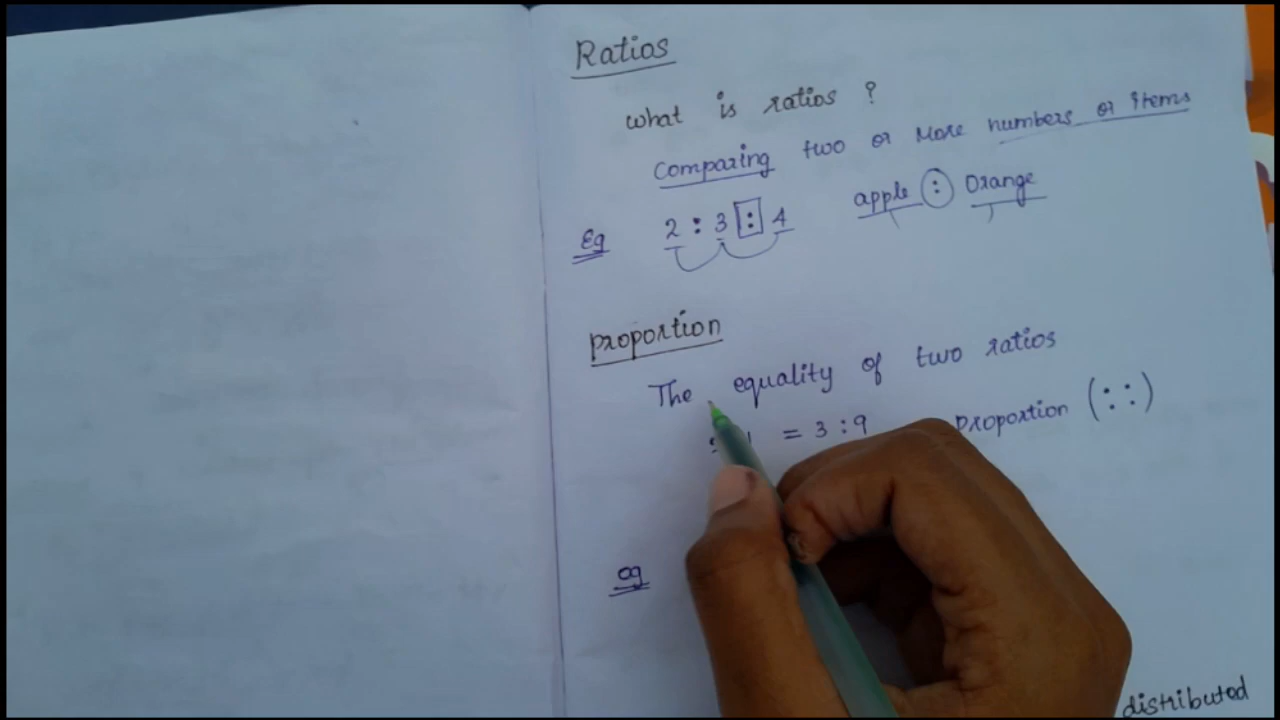 Ratios
What is ratios ?
Comparing two or More numbers or items
Eg 2 : 3 : 4 apple : Orange
proportion
The equality of two ratios
= 3 : 9 proportion (: :)
distributed